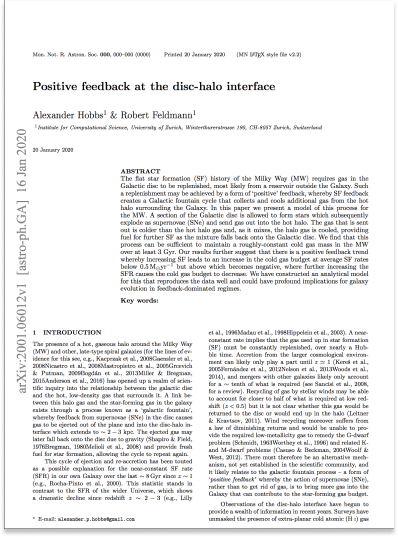 Mon. Not. R. Astron. Soc. 000, 000–000 (0000) Printed 20 January 2020 (MN LATEX style file v2.2)
Positive feedback at the disc-halo interface
Alexander Hobbs1 & Robert Feldmann1
1 Institute for Computational Science, University of Zurich, Winterthurerstrasse 190, CH-8057 Zurich, Switzerland
20 January 2020
ABSTRACT
The flat star formation (SF) history of the Milky Way (MW) requires gas in the
Galactic disc to be replenished, most likely from a reservoir outside the Galaxy. Such
a replenishment may be achieved by a form of 'positive' feedback, whereby SF feedback
creates a Galactic fountain cycle that collects and cools additional gas from the hot
halo surrounding the Galaxy. In this paper we present a model of this process for
the MW. A section of the Galactic disc is allowed to form stars which subsequently
explode as supernovae (SNe) and send gas out into the hot halo. The gas that is sent
out is colder than the hot halo gas and, as it mixes, the halo gas is cooled, providing
fuel for further SF as the mixture falls back onto the Galactic disc. We find that this
process can be sufficient to maintain a roughly-constant cold gas mass in the MW
over at least 3 Gyr. Our results further suggest that there is a positive feedback trend
whereby increasing SF leads to an increase in the cold gas budget at average SF rates
below 0.5 M⊙yr−1 but above which becomes negative, where further increasing the
SFR causes the cold gas budget to decrease. We have constructed an analytical model
for this that reproduces the data well and could have profound implications for galaxy
evolution in feedback-dominated regimes.
Key words:
1 INTRODUCTION
The presence of a hot, gaseous halo around the Milky
Way (MW) and other, late-type spiral galaxies (for the lines of
evidence for this see, e.g., Kacprzak et al., 2008Gansler et al.,
2008Nicastro et al., 2008Mastropietro et al., 2005Grcevich
& Putman, 2009Bogdán et al., 2013Miller & Bregman,
2015Anderson et al., 2016) has opened up a realm of scien-
tific inquiry into the relationship between the galactic disc
and the hot, low-density gas that surrounds it. A link be-
tween this halo gas and the star-forming gas in the galaxy
exists through a process known as a 'galactic fountain',
whereby feedback from supernovae (SNe) in the disc causes
gas to be ejected out of the plane and into the disc-halo in-
terface which extends to ∼ 2 − 3 kpc. The ejected gas may
later fall back onto the disc due to gravity (Shapiro & Field,
1976Bregman, 1980Melioli et al., 2008) and provide fresh
fuel for star formation, allowing the cycle to repeat again.
This cycle of ejection and re-accretion has been treated
as a possible explanation for the near-constant SF rate
(SFR) in our own Galaxy over the last ∼ 8 Gyr since z ∼ 1
(e.g., Rocha-Pinto et al., 2000). This statistic stands in
contrast to the SFR of the wider Universe, which shows
a dramatic decline since redshift z ∼ 2 − 3 (e.g., Lilly
* E-mail: alexander.p.hobbs@gmail.com
et al., 1996Madau et al., 1998Hippelein et al., 2003). A near-
constant rate implies that the gas used up in star formation
(SF) must be constantly replenished, over nearly a Hub-
ble time. Accretion from the larger cosmological environ-
ment can likely only play a part until z ≈ 1 (Kereš et al.,
2005Fernández et al., 2012Nelson et al., 2013Woods et al.,
2014), and mergers with other galaxies likely only account
for a ∼ tenth of what is required (see Sancisi et al., 2008,
for a review). Recycling of gas by stellar winds may be able
to account for closer to half of what is required at low red-
shift (z < 0.5) but it is not clear whether this gas would be
returned to the disc or would end up in the halo (Leitner
& Kravtsov, 2011). Wind recycling moreover suffers from
a law of diminishing returns and would be unable to pro-
vide the required low-metallicity gas to remedy the G-dwarf
problem (Schmidt, 1963Worthey et al., 1996) and related K-
and M-dwarf problems (Casuso & Beckman, 2004Woolf &
West, 2012). There must therefore be an alternative mech-
anism, not yet established in the scientific community, and
it likely relates to the galactic fountain process – a form of
'positive feedback' whereby the action of supernovae (SNe),
rather than to get rid of gas, is to bring more gas into the
Galaxy that can contribute to the star-forming gas budget.
Observations of the disc-halo interface have begun to
provide a wealth of information in recent years. Surveys have
unmasked the presence of extra-planar cold atomic (H I) gas
arXiv:2001.06012v1 [astro-ph.GA] 16 Jan 2020